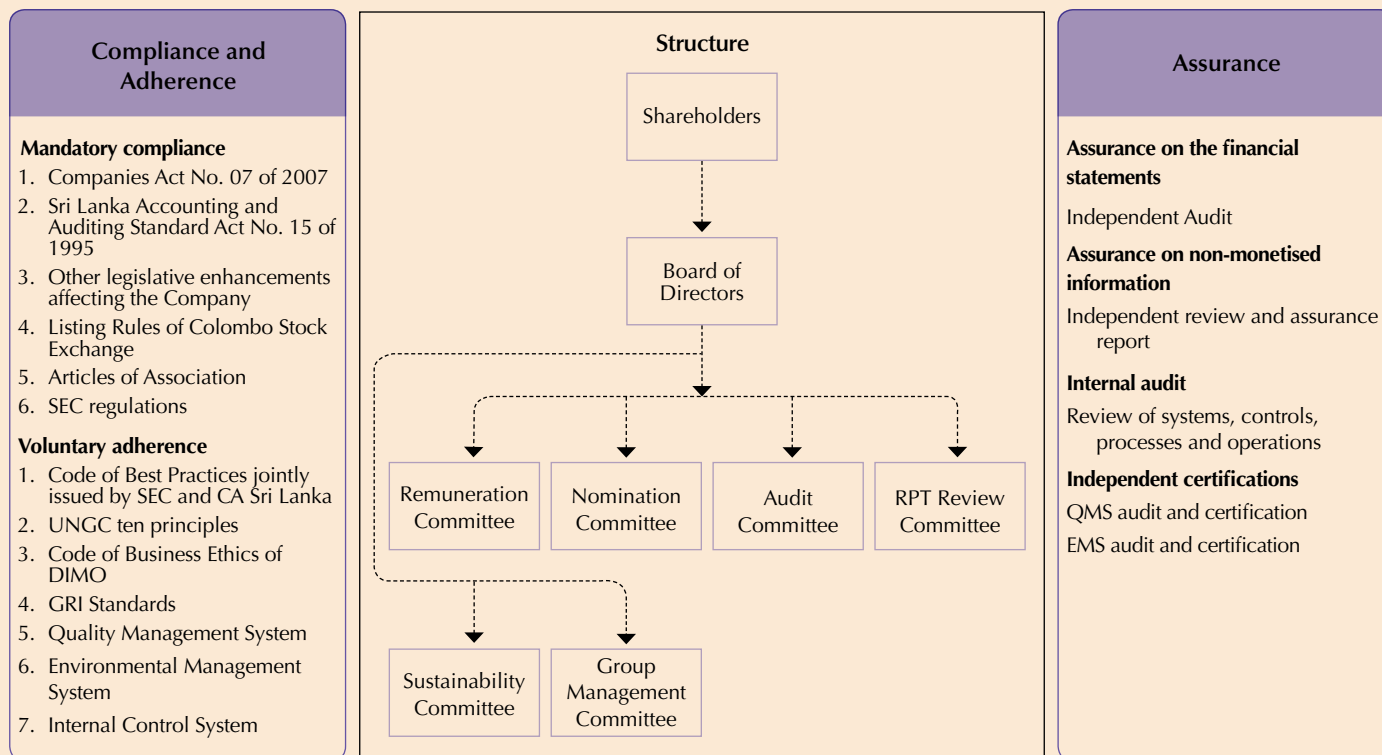 Compliance and
Adherence
Mandatory compliance
1. Companies Act No. 07 of 2007
2. Sri Lanka Accounting and
Auditing Standard Act No. 15 of
1995
3. Other legislative enhancements
affecting the Company
4. Listing Rules of Colombo Stock
Exchange
5. Articles of Association
6. SEC regulations
Voluntary adherence
1. Code of Best Practices jointly
issued by SEC and CA Sri Lanka
2. UNGC ten principles
3. Code of Business Ethics of
DIMO
4. GRI Standards
5. Quality Management System
6. Environmental Management
System
7. Internal Control System
Structure
Shareholders
Board of
Directors
Remuneration
Committee
Nomination
Committee
Audit
Committee
RPT Review
Committee
Sustainability
Committee
Group
Management
Committee
Assurance
Assurance on the financial
statements
Independent Audit
Assurance on non-monetised
information
Independent review and assurance
report
Internal audit
Review of systems, controls,
processes and operations
Independent certifications
QMS audit and certification
EMS audit and certification